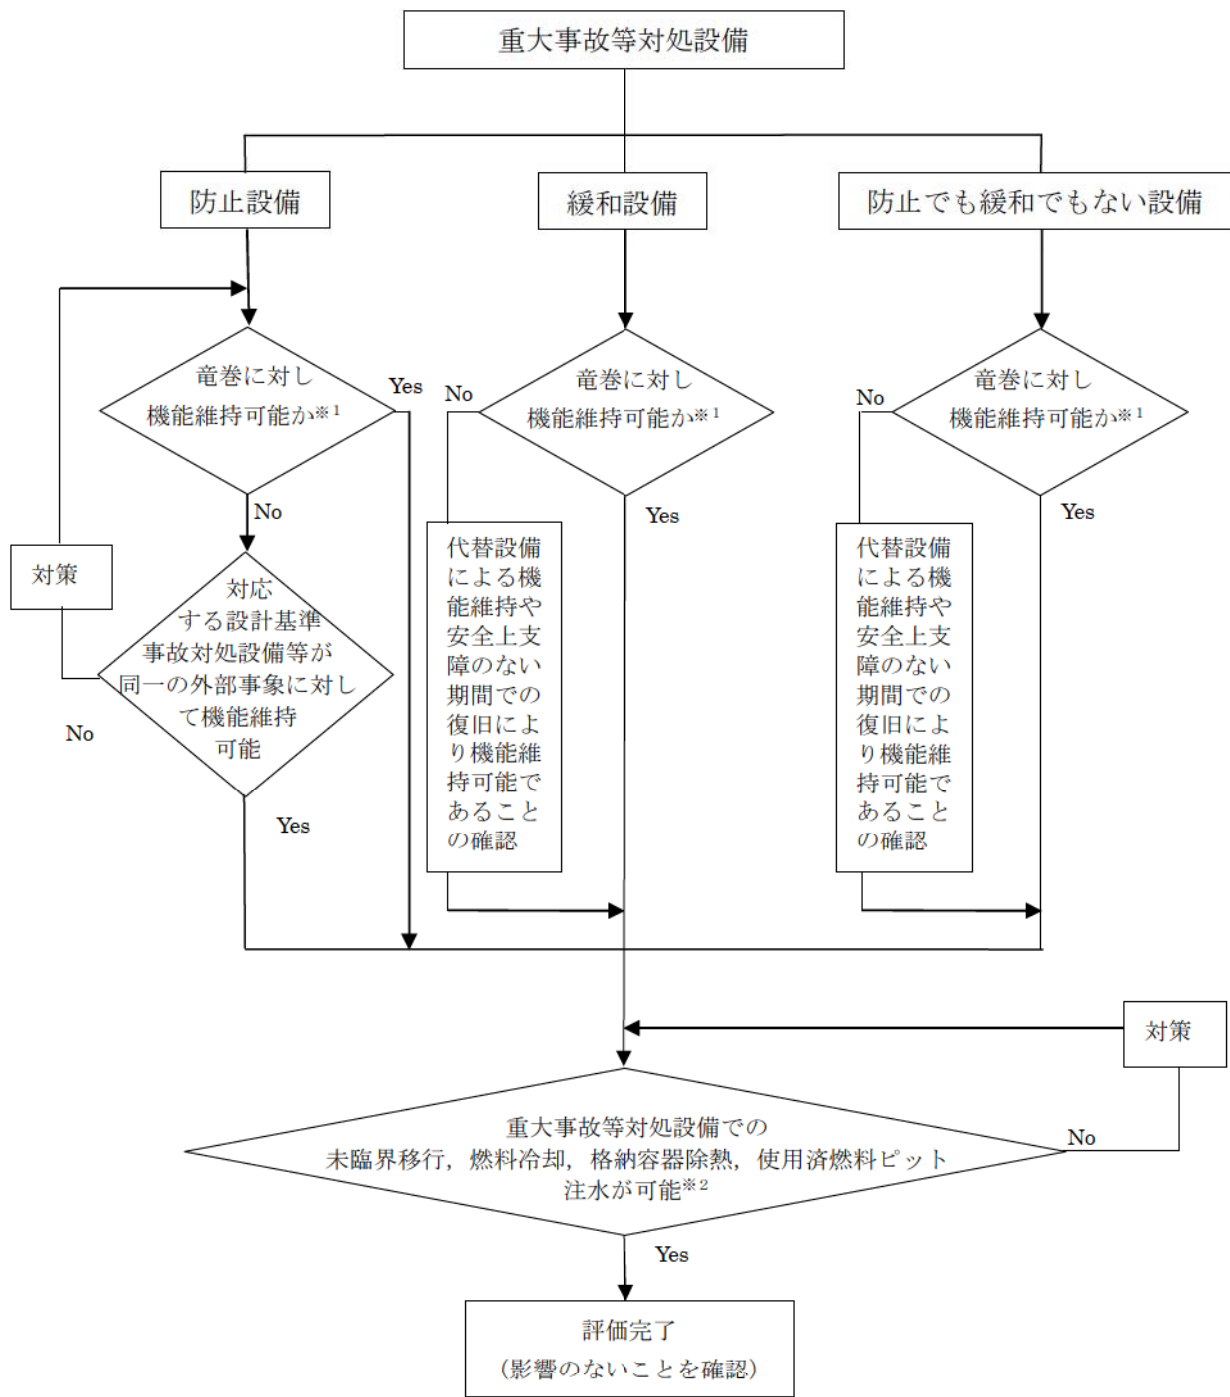 重大事故等対処設備
防止設備
緩和設備
防止でも緩和でもない設備
竜巻に対し
機能維持可能か※1
Yes
No
対応
する設計基準
事故対処設備等が
同一の外部事象に対し
て機能維持
可能
No
対策
Yes
竜巻に対し
機能維持可能か※1
No
Yes
代替設備
による機
能維持や
安全上支
障のない
期間での
復旧によ
り機能維
持可能で
あること
の確認
竜巻に対し
機能維持可能か※1
No
Yes
代替設備
による機
能維持や
安全上支
障のない
期間での
復旧によ
り機能維
持可能で
あること
の確認
対策
重大事故等対処設備での
未臨界移行，燃料冷却，格納容器除熱，使用済燃料ピット
注水が可能※2
No
Yes
評価完了
（影響のないことを確認）